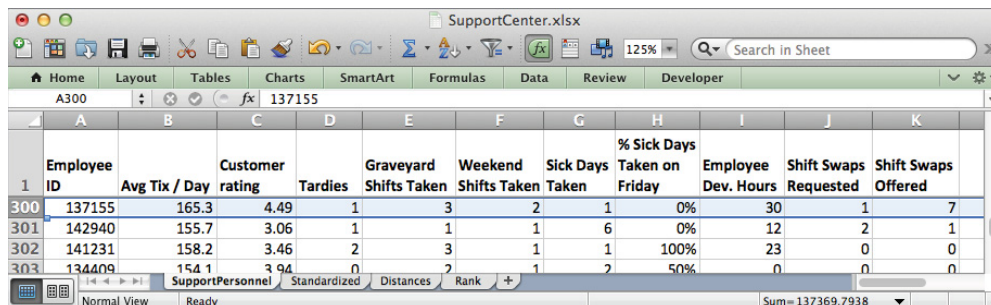 SupportCenter.xlsx
125% Search in Sheet
Home Layout Tables Charts SmartArt Formulas Data Review Developer
A300 fx 137155
A B C D E F G H I J K
1 Employee ID Avg Tix / Day Customer rating Tardies Graveyard Shifts Taken Weekend Shifts Taken Sick Days Taken % Sick Days Taken on Friday Employee Dev. Hours Shift Swaps Requested Shift Swaps Offered
300 137155 165.3 4.49 1 3 2 1 0% 30 1 7
301 142940 155.7 3.06 1 1 1 6 0% 12 2 1
302 141231 158.2 3.46 2 3 1 1 100% 23 0 0
303 134409 154.1 3.94 0 2 1 2 50% 0 0 0
SupportPersonnel Standardized Distances Rank +
Normal View Ready Sum=137369.7938